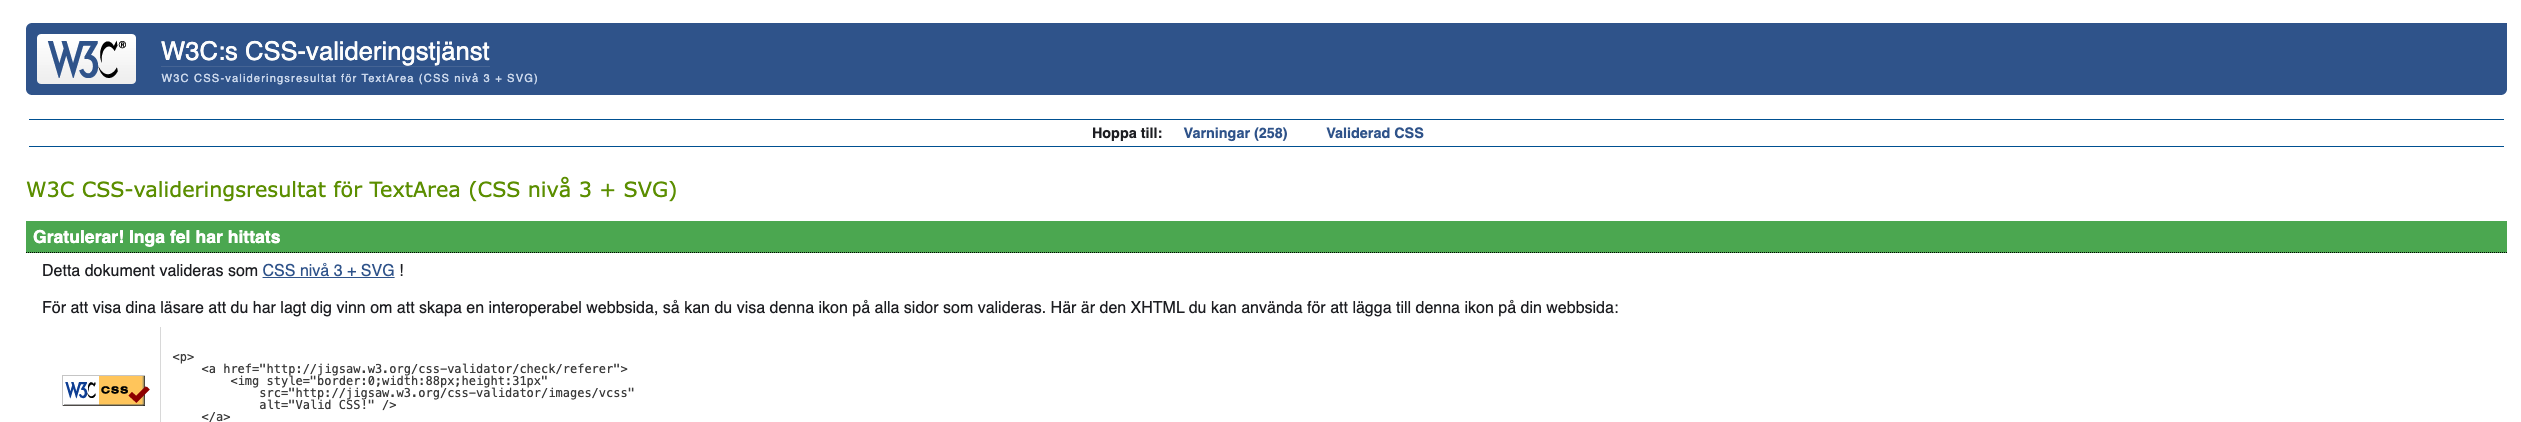 W3C®
W3C:s CSS-valideringstjänst
W3C CSS-valideringsresultat för TextArea (CSS nivå 3 + SVG)
Hoppa till: Varningar (258) Validerad CSS
W3C CSS-valideringsresultat för TextArea (CSS nivå 3 + SVG)
Gratulerar! Inga fel har hittats
Detta dokument valideras som CSS nivå 3 + SVG !
För att visa dina läsare att du har lagt dig vinn om att skapa en interoperabel webbsida, så kan du visa denna ikon på alla sidor som valideras. Här är den XHTML du kan använda för att lägga till denna ikon på din webbsida:
W3C css
<p>
    <a href="http://jigsaw.w3.org/css-validator/check/referer">
        <img style="border:0;width:88px;height:31px"
            src="http://jigsaw.w3.org/css-validator/images/vcss"
            alt="Valid CSS!" />
    </a>